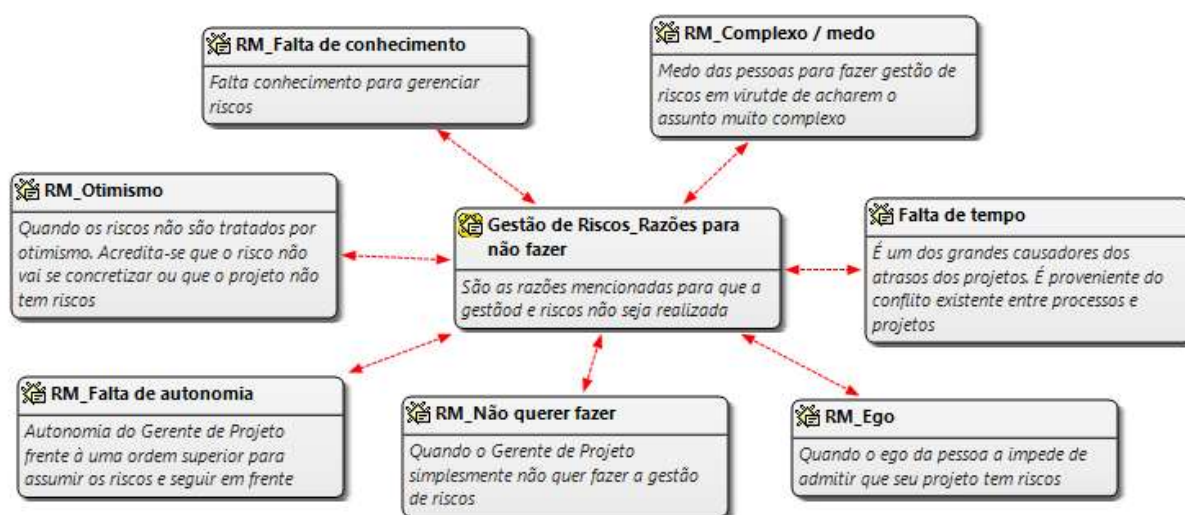 RM_Falta de conhecimento
Falta conhecimento para gerenciar
riscos
RM_Complexo / medo
Medo das pessoas para fazer gestão de
riscos em virutde de acharem o
assunto muito complexo
RM_Otimismo
Quando os riscos não são tratados por
otimismo. Acredita-se que o risco não
vai se concretizar ou que o projeto não
tem riscos
Gestão de Riscos_Razões para
não fazer
São as razões mencionadas para que a
gestãod e riscos não seja realizada
Falta de tempo
É um dos grandes causadores dos
atrasos dos projetos. É proveniente do
conflito existente entre processos e
projetos
RM_Falta de autonomia
Autonomia do Gerente de Projeto
frente à uma ordem superior para
assumir os riscos e seguir em frente
RM_Não querer fazer
Quando o Gerente de Projeto
simplesmente não quer fazer a gestão
de riscos
RM_Ego
Quando o ego da pessoa a impede de
admitir que seu projeto tem riscos